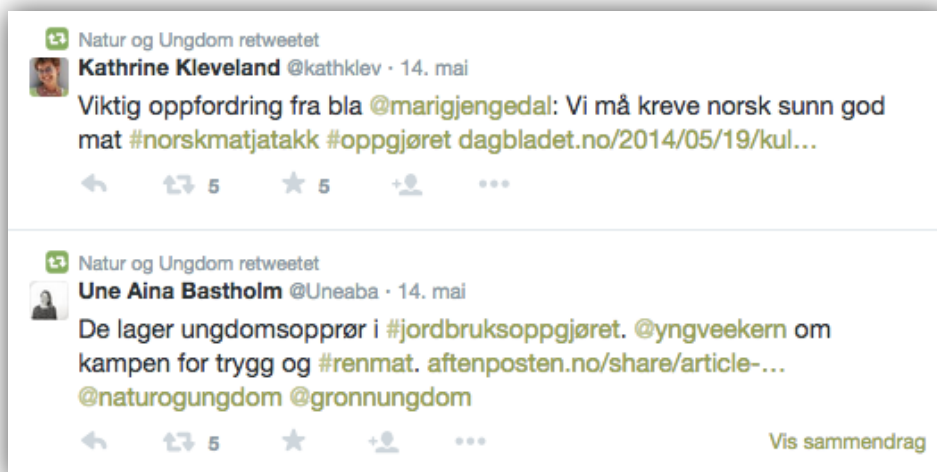 Natur og Ungdom retweetet
Kathrine Kleveland @kathklev · 14. mai
Viktig oppfordring fra bla @marigjengedal: Vi må kreve norsk sunn god
mat #norskmatjatakk #oppgjøret dagbladet.no/2014/05/19/kul...
5 5
Natur og Ungdom retweetet
Une Aina Bastholm @Uneaba · 14. mai
De lager ungdomsopprør i #jordbruksoppgjøret. @yngveekern om
kampen for trygg og #renmat. aftenposten.no/share/article-...
@naturogungdom @gronnungdom
5 Vis sammendrag